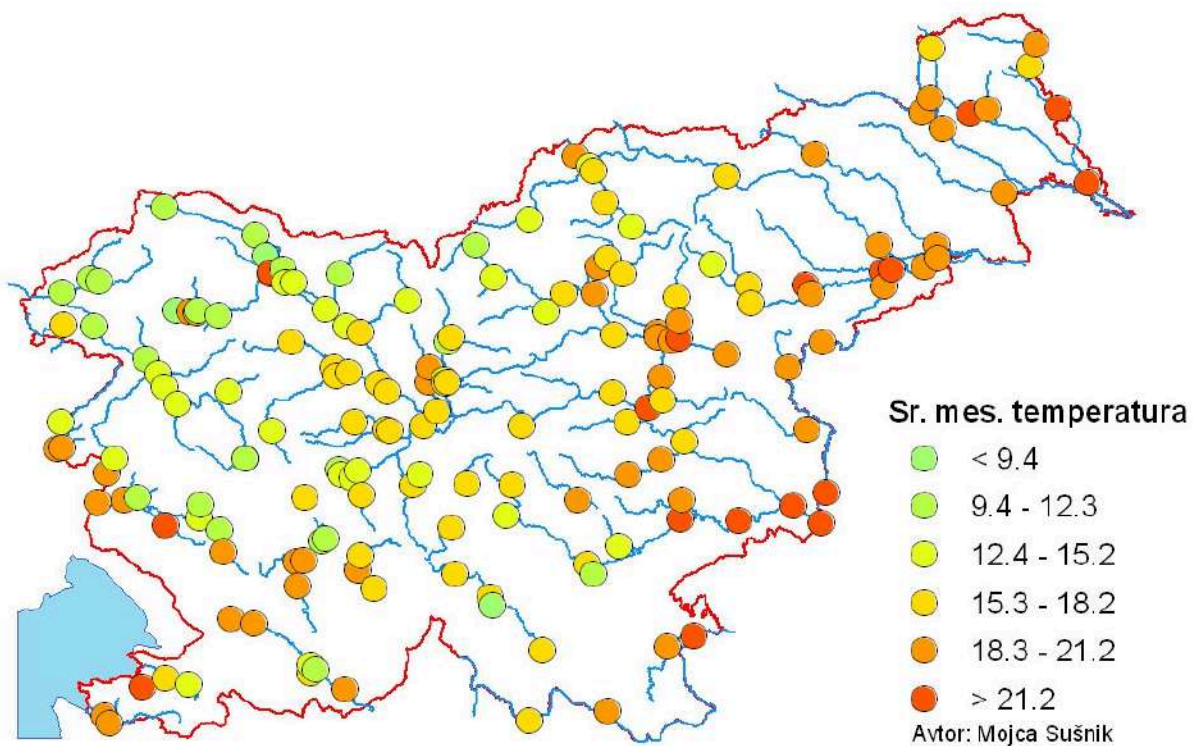 Sr. mes. temperatura
< 9.4
9.4 - 12.3
12.4 - 15.2
15.3 - 18.2
18.3 - 21.2
> 21.2
Avtor: Mojca Sušnik